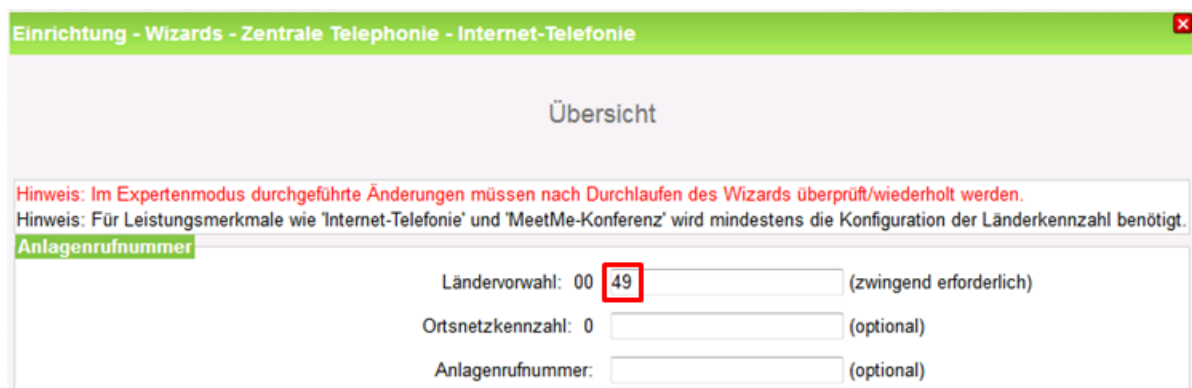 Einrichtung - Wizards - Zentrale Telephonie - Internet-Telefonie
Übersicht
Hinweis: Im Expertenmodus durchgeführte Änderungen müssen nach Durchlaufen des Wizards überprüft/wiederholt werden.
Hinweis: Für Leistungsmerkmale wie 'Internet-Telefonie' und 'MeetMe-Konferenz' wird mindestens die Konfiguration der Länderkennzahl benötigt.
Anlagenrufnummer
Ländervorwahl: 00 49 (zwingend erforderlich)
Ortsnetzkennzahl: 0 (optional)
Anlagenrufnummer: (optional)